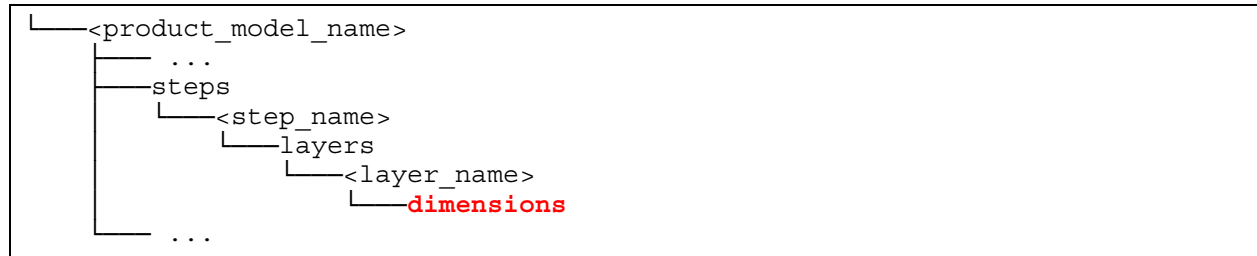 └───<product_model_name>
    ├─── ...
    ├───steps
    │   └───<step_name>
    │       └───layers
    │           └───<layer_name>
    │               └───dimensions
    └─── ...